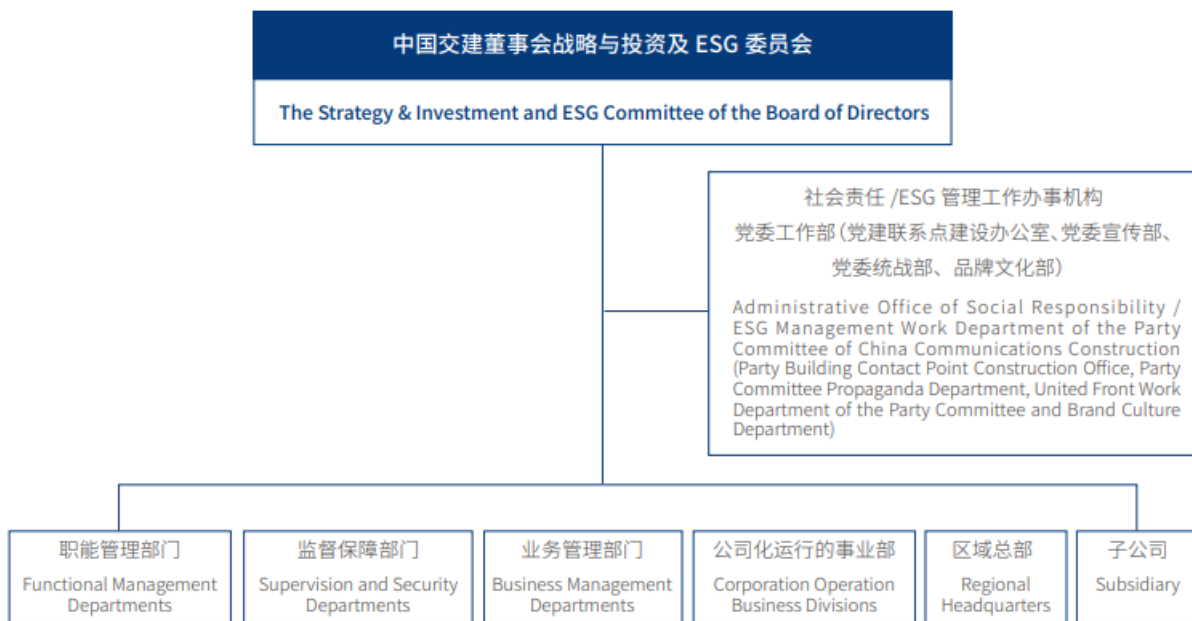 中国交建董事会战略与投资及 ESG 委员会
The Strategy & Investment and ESG Committee of the Board of Directors
社会责任 /ESG 管理工作办事机构
党委工作部(党建联系点建设办公室、党委宣传部、
党委统战部、品牌文化部)
Administrative Office of Social Responsibility /
ESG Management Work Department of the Party
Committee of China Communications Construction
(Party Building Contact Point Construction Office, Party
Committee Propaganda Department, United Front Work
Department of the Party Committee and Brand Culture
Department)
职能管理部门
Functional Management
Departments
监督保障部门
Supervision and Security
Departments
业务管理部门
Business Management
Departments
公司化运行的事业部
Corporation Operation
Business Divisions
区域总部
Regional
Headquarters
子公司
Subsidiary